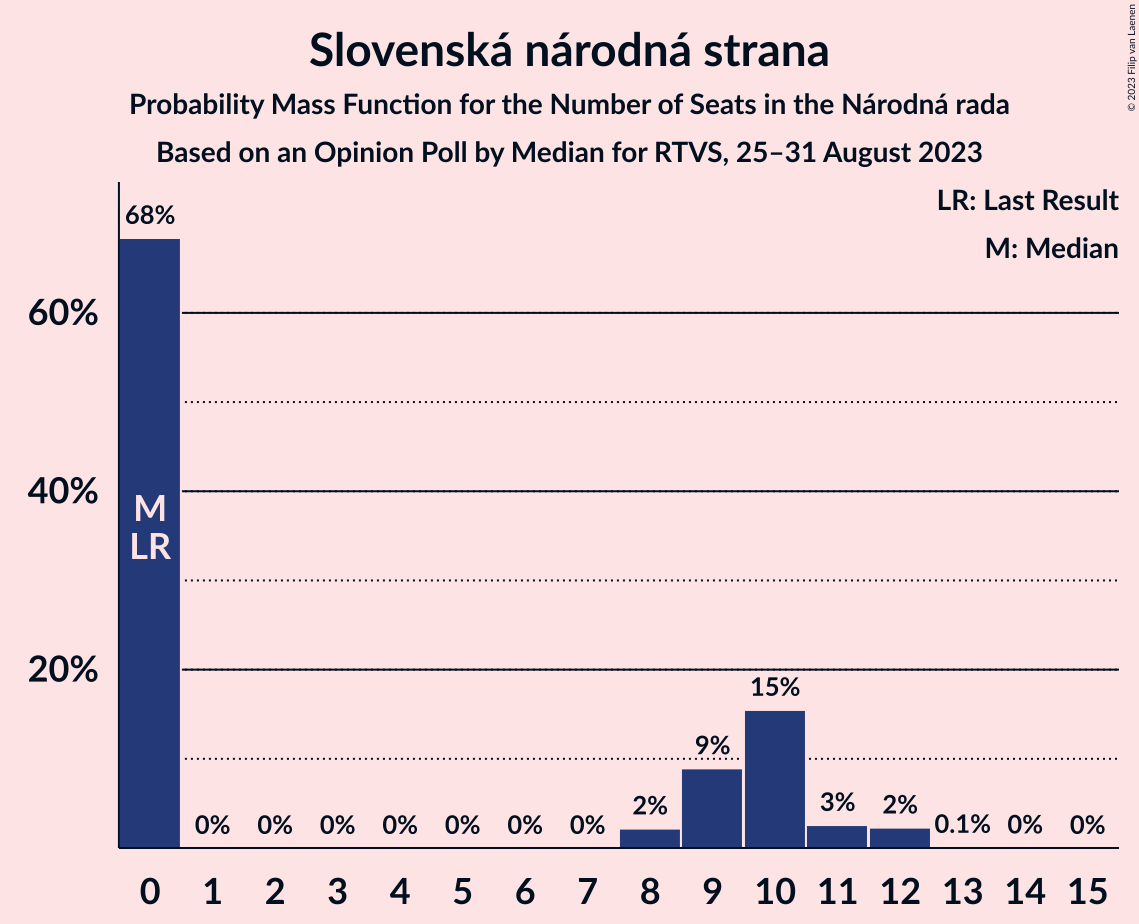 Slovenská národná strana
Probability Mass Function for the Number of Seats in the Národná rada
Based on an Opinion Poll by Median for RTVS, 25–31 August 2023
© 2023 Filip van Laenen
LR: Last Result
M: Median
68%
60%
40%
20%
M
LR
0% 0% 0% 0% 0% 0% 0% 2% 9% 15% 3% 2% 0.1% 0% 0%
0 1 2 3 4 5 6 7 8 9 10 11 12 13 14 15